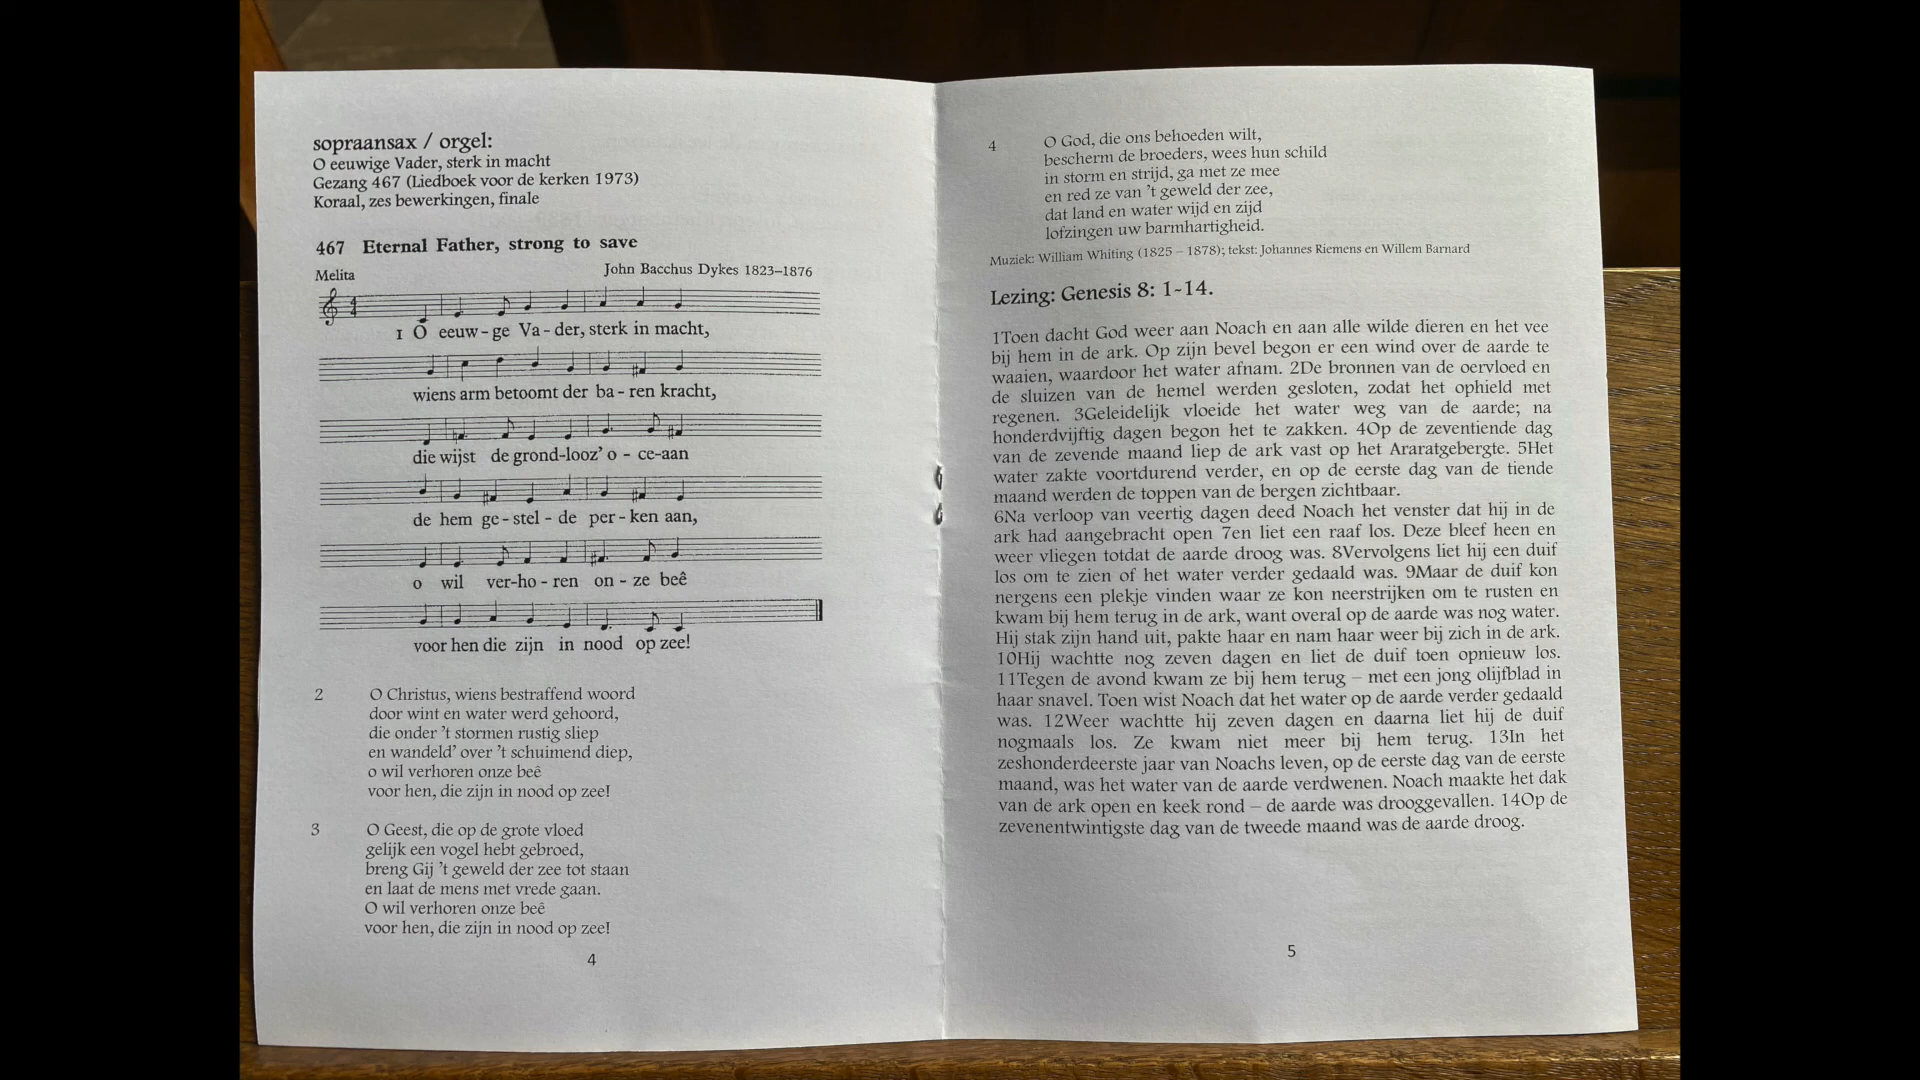 sopraansax / orgel:
O eeuwige Vader, sterk in macht
Gezang 467 (Liedboek voor de kerken 1973)
Koraal, zes bewerkingen, finale
467 Eternal Father, strong to save
Melita John Bacchus Dykes 1823–1876
1 O eeuw - ge Va - der, sterk in macht,
wiens arm betoomt der ba - ren kracht,
die wijst de grond-looz' o - ce-aan
de hem ge - stel - de per - ken aan,
o wil ver-ho - ren on - ze beê
voor hen die zijn in nood op zee!
2 O Christus, wiens bestraffend woord
door wint en water werd gehoord,
die onder 't stormen rustig sliep
en wandeld' over 't schuimend diep,
o wil verhoren onze beê
voor hen, die zijn in nood op zee!
3 O Geest, die op de grote vloed
gelijk een vogel hebt gebroed,
breng Gij 't geweld der zee tot staan
en laat de mens met vrede gaan.
O wil verhoren onze beê
voor hen, die zijn in nood op zee!
4
4 O God, die ons behoeden wilt,
bescherm de broeders, wees hun schild
in storm en strijd, ga met ze mee
en red ze van 't geweld der zee,
dat land en water wijd en zijd
lofzingen uw barmhartigheid.
Muziek: William Whiting (1825 – 1878); tekst: Johannes Riemens en Willem Barnard
Lezing: Genesis 8: 1-14.
1Toen dacht God weer aan Noach en aan alle wilde dieren en het vee
bij hem in de ark. Op zijn bevel begon er een wind over de aarde te
waaien, waardoor het water afnam. 2De bronnen van de oervloed en
de sluizen van de hemel werden gesloten, zodat het ophield met
regenen. 3Geleidelijk vloeide het water weg van de aarde; na
honderdvijftig dagen begon het te zakken. 4Op de zeventiende dag
van de zevende maand liep de ark vast op het Araratgebergte. 5Het
water zakte voortdurend verder, en op de eerste dag van de tiende
maand werden de toppen van de bergen zichtbaar.
6Na verloop van veertig dagen deed Noach het venster dat hij in de
ark had aangebracht open 7en liet een raaf los. Deze bleef heen en
weer vliegen totdat de aarde droog was. 8Vervolgens liet hij een duif
los om te zien of het water verder gedaald was. 9Maar de duif kon
nergens een plekje vinden waar ze kon neerstrijken om te rusten en
kwam bij hem terug in de ark, want overal op de aarde was nog water.
Hij stak zijn hand uit, pakte haar en nam haar weer bij zich in de ark.
10Hij wachtte nog zeven dagen en liet de duif toen opnieuw los.
11Tegen de avond kwam ze bij hem terug – met een jong olijfblad in
haar snavel. Toen wist Noach dat het water op de aarde verder gedaald
was. 12Weer wachtte hij zeven dagen en daarna liet hij de duif
nogmaals los. Ze kwam niet meer bij hem terug. 13In het
zeshonderdeerste jaar van Noachs leven, op de eerste dag van de eerste
maand, was het water van de aarde verdwenen. Noach maakte het dak
van de ark open en keek rond – de aarde was drooggevallen. 14Op de
zevenentwintigste dag van de tweede maand was de aarde droog.
5